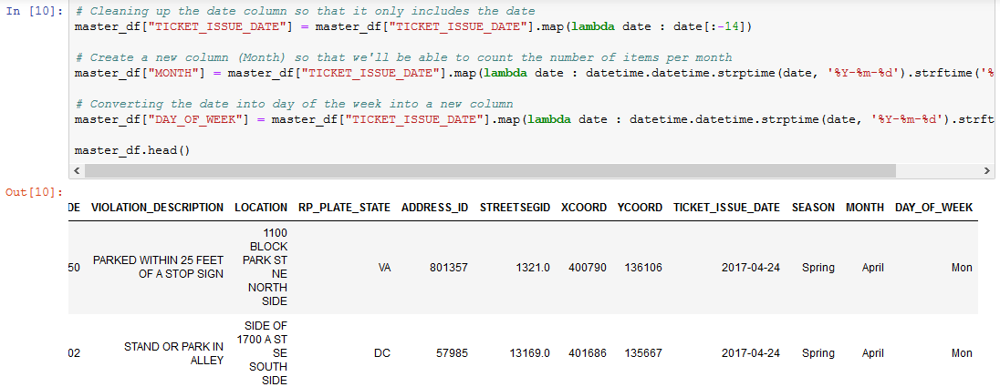 In [10]: # Cleaning up the date column so that it only includes the date
master_df["TICKET_ISSUE_DATE"] = master_df["TICKET_ISSUE_DATE"].map(lambda date : date[:-14])
# Create a new column (Month) so that we'll be able to count the number of items per month
master_df["MONTH"] = master_df["TICKET_ISSUE_DATE"].map(lambda date : datetime.datetime.strptime(date, '%Y-%m-%d').strftime('%
# Converting the date into day of the week into a new column
master_df["DAY_OF_WEEK"] = master_df["TICKET_ISSUE_DATE"].map(lambda date : datetime.datetime.strptime(date, '%Y-%m-%d').strft
master_df.head()
Out[10]:
DE VIOLATION_DESCRIPTION LOCATION RP_PLATE_STATE ADDRESS_ID STREETSEGID XCOORD YCOORD TICKET_ISSUE_DATE SEASON MONTH DAY_OF_WEEK
1100
BLOCK
50 PARKED WITHIN 25 FEET OF A STOP SIGN PARK ST NE VA 801357 1321.0 400790 136106 2017-04-24 Spring April Mon
NORTH
SIDE
SIDE OF
1700 A ST
02 STAND OR PARK IN ALLEY SE DC 57985 13169.0 401686 135667 2017-04-24 Spring April Mon
SOUTH
SIDE